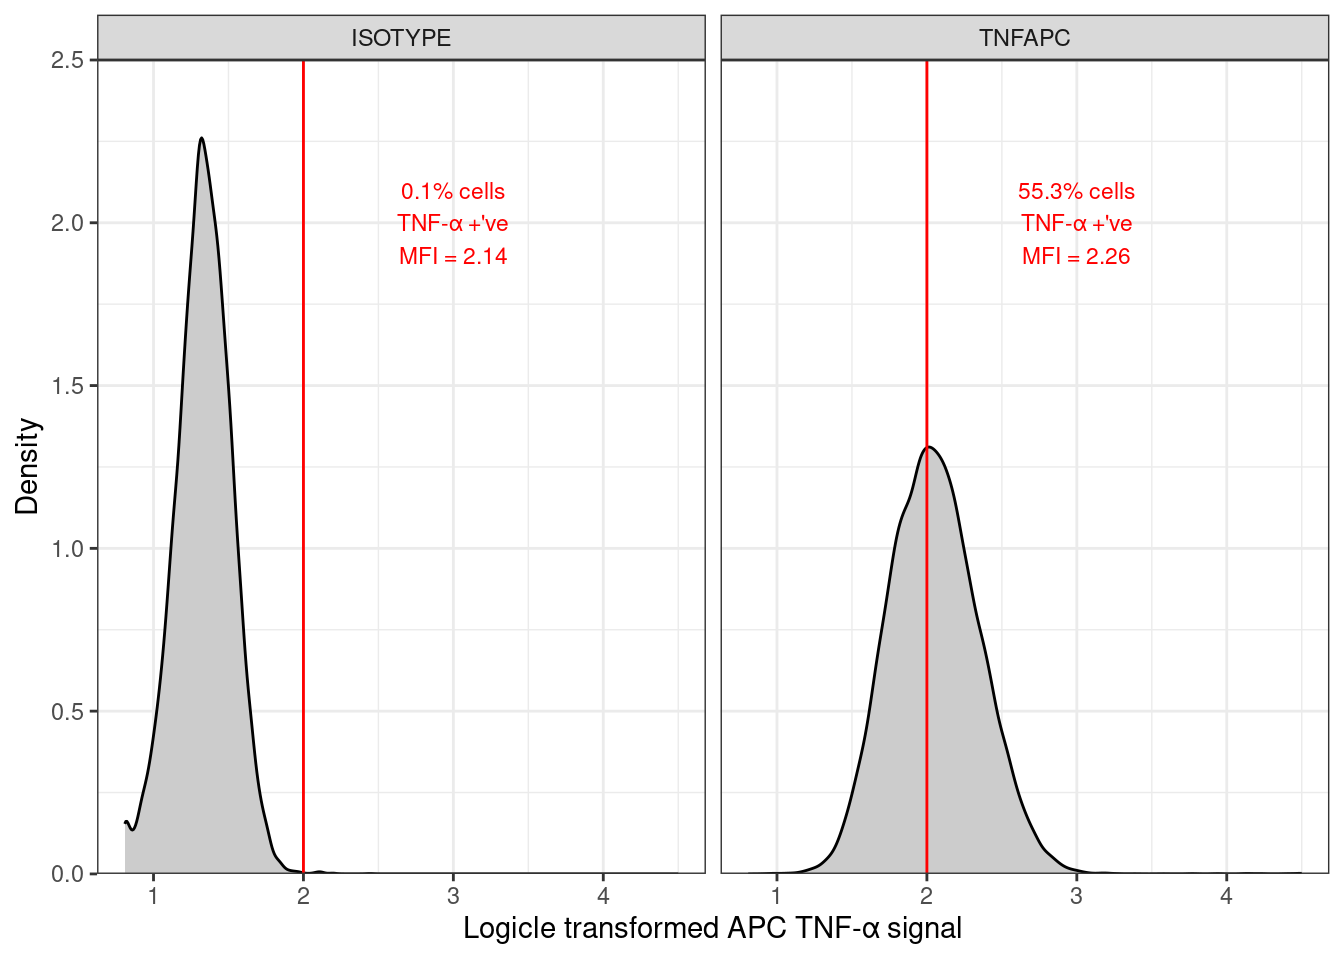 ISOTYPE
TNFAPC
2.5
2.0
1.5
1.0
0.5
0.0
Density
0.1% cells
TNF-α +'ve
MFI = 2.14
55.3% cells
TNF-α +'ve
MFI = 2.26
1 2 3 4
1 2 3 4
Logicle transformed APC TNF-α signal